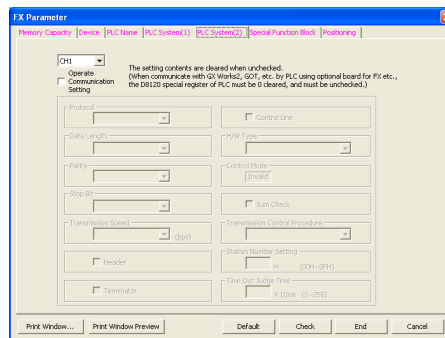 FX Parameter
Memory Capacity Device PLC Name PLC System(1) PLC System(2) Special Function Block Positioning
CH1
Operate
Communication
Setting
The setting contents are cleared when unchecked.
(When communicate with GX Works2, GOT, etc. by PLC using optional board for FX etc.,
the D8120 special register of PLC must be 0 cleared, and must be unchecked.)
Protocol
Control Line
Data Length
H/W Type
Parity
Control Mode
Invalid
Stop Bit
Sum Check
Transmission Speed
(bps)
Transmission Control Procedure
Header
Station Number Setting
H (00H--0FH)
Terminator
Time Out Judge Time
X 10ms (1--255)
Print Window... Print Window Preview Default Check End Cancel